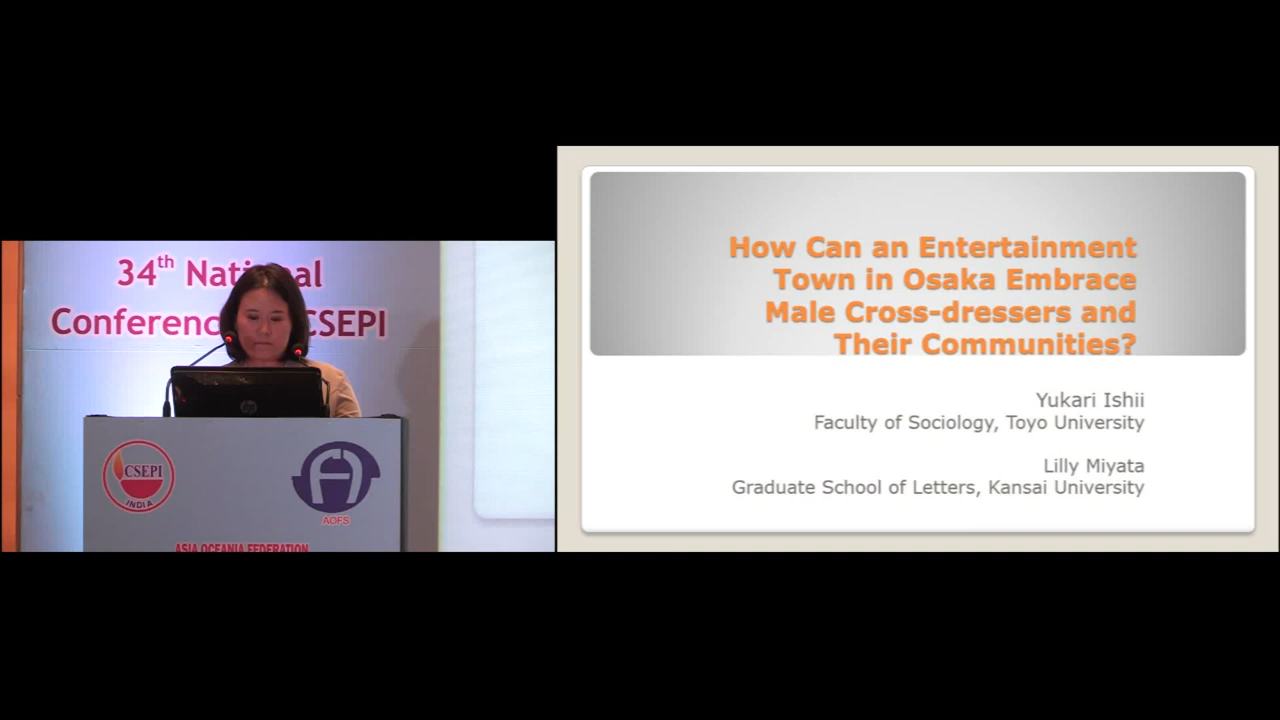 34th National
Conference CSEPI
CSEPI
INDIA
AOFS
ASIA OCEANIA FEDERATION
How Can an Entertainment
Town in Osaka Embrace
Male Cross-dressers and
Their Communities?
Yukari Ishii
Faculty of Sociology, Toyo University
Lilly Miyata
Graduate School of Letters, Kansai University